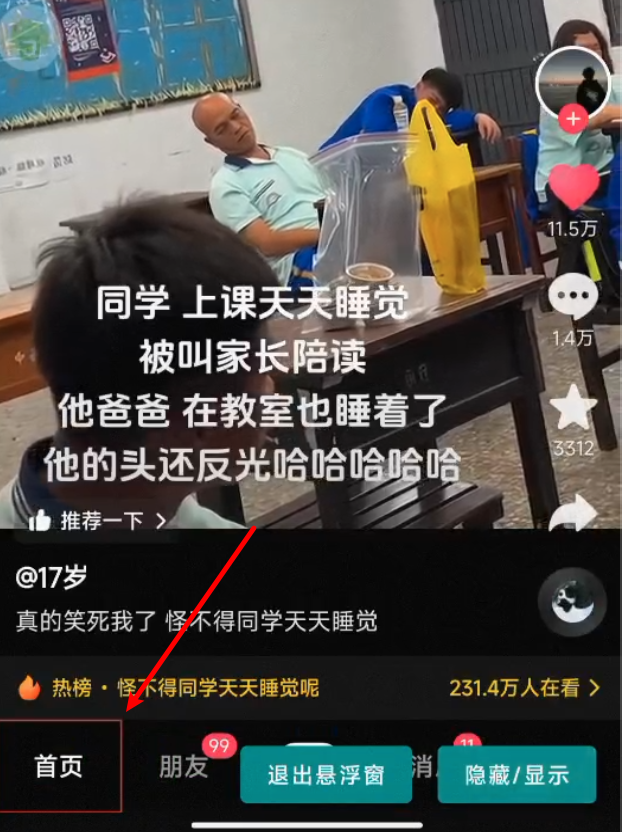 11.5万
同学 上课天天睡觉
1.4万
被叫家长陪读
他爸爸 在教室也睡着了
3312
他的头还反光哈哈哈哈哈
推荐一下
@17岁
真的笑死我了 怪不得同学天天睡觉
热榜·怪不得同学天天睡觉呢
231.4万人在看
首页
朋友
99
退出悬浮窗
消
11
隐藏/显示